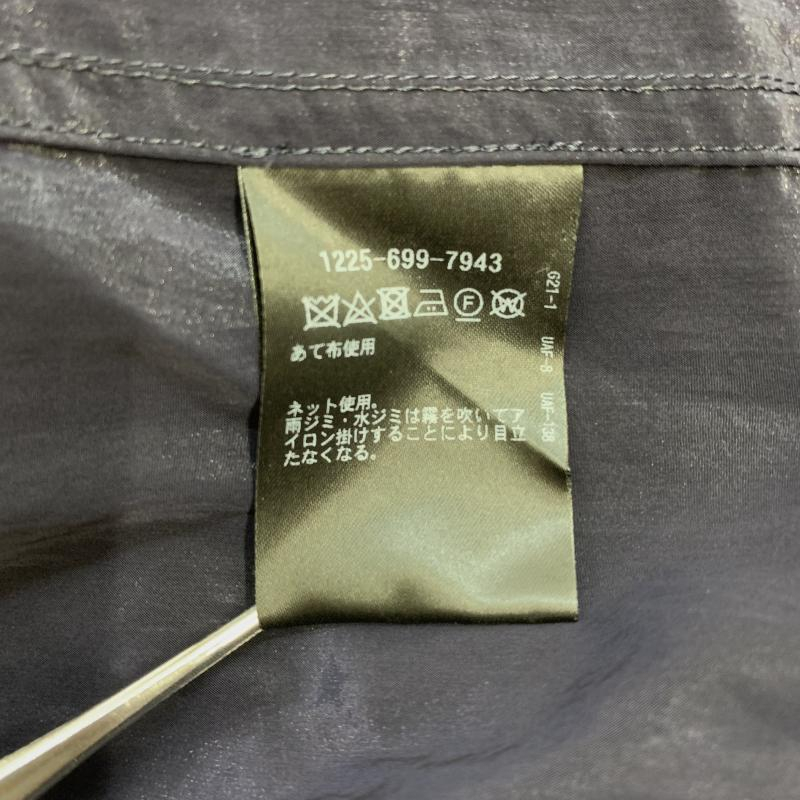 1225-699-7943
F W
あて布使用
ネット使用。
雨ジミ・水ジミは霧を吹いてア
イロン掛けすることにより目立
たなくなる。
G21-1 UAF-8 UAF-138